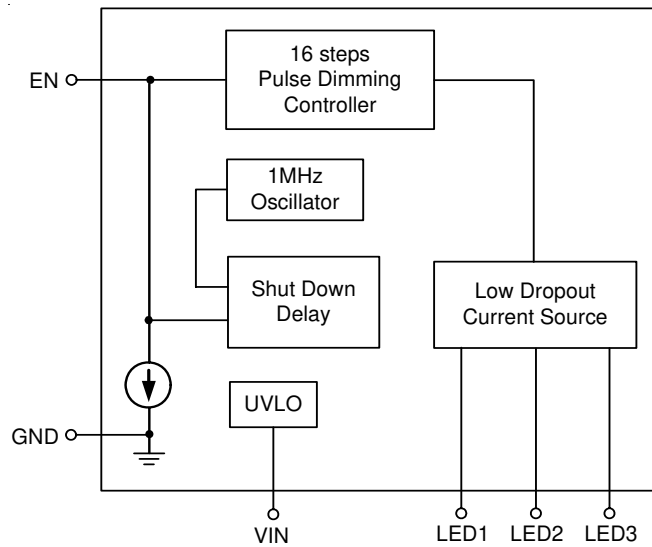 16 steps
Pulse Dimming
Controller
EN
1MHz
Oscillator
Shut Down
Delay
Low Dropout
Current Source
UVLO
GND
VIN
LED1 LED2 LED3